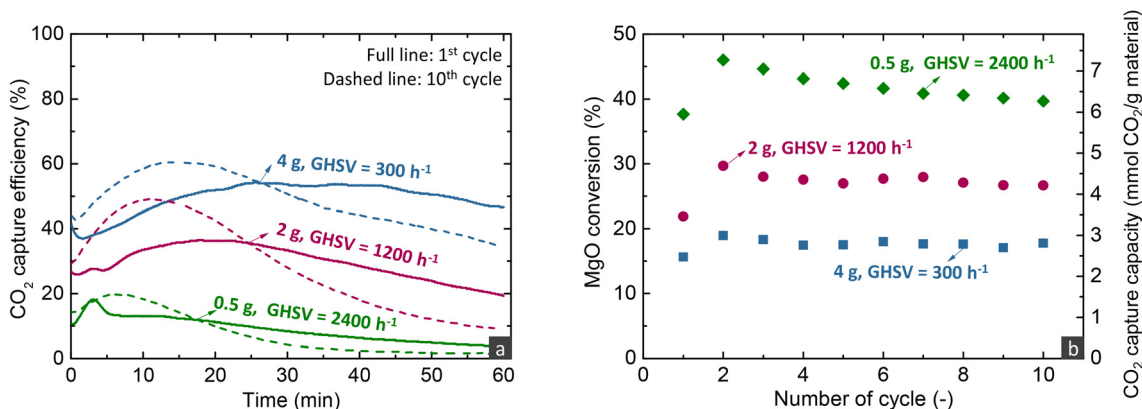 100
80
60
40
20
0
CO₂ capture efficiency (%)
Full line: 1ˢᵗ cycle
Dashed line: 10ᵗʰ cycle
4 g, GHSV = 300 h⁻¹
2 g, GHSV = 1200 h⁻¹
0.5 g, GHSV = 2400 h⁻¹
a
0 10 20 30 40 50 60
Time (min)
50
40
30
20
10
0
MgO conversion (%)
0.5 g, GHSV = 2400 h⁻¹
2 g, GHSV = 1200 h⁻¹
4 g, GHSV = 300 h⁻¹
b
0 2 4 6 8 10
Number of cycle (-)
7
6
5
4
3
2
1
0
CO₂ capture capacity (mmol CO₂/g material)